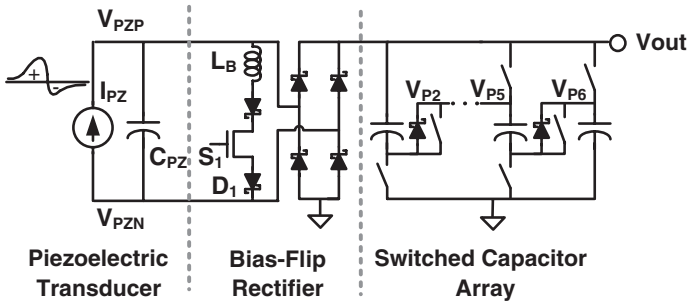 V_PZP
L_B
Vout
+
-
I_PZ
V_P2
V_P5
V_P6
C_PZ
S_1
D_1
V_PZN
Piezoelectric
Transducer
Bias-Flip
Rectifier
Switched Capacitor
Array